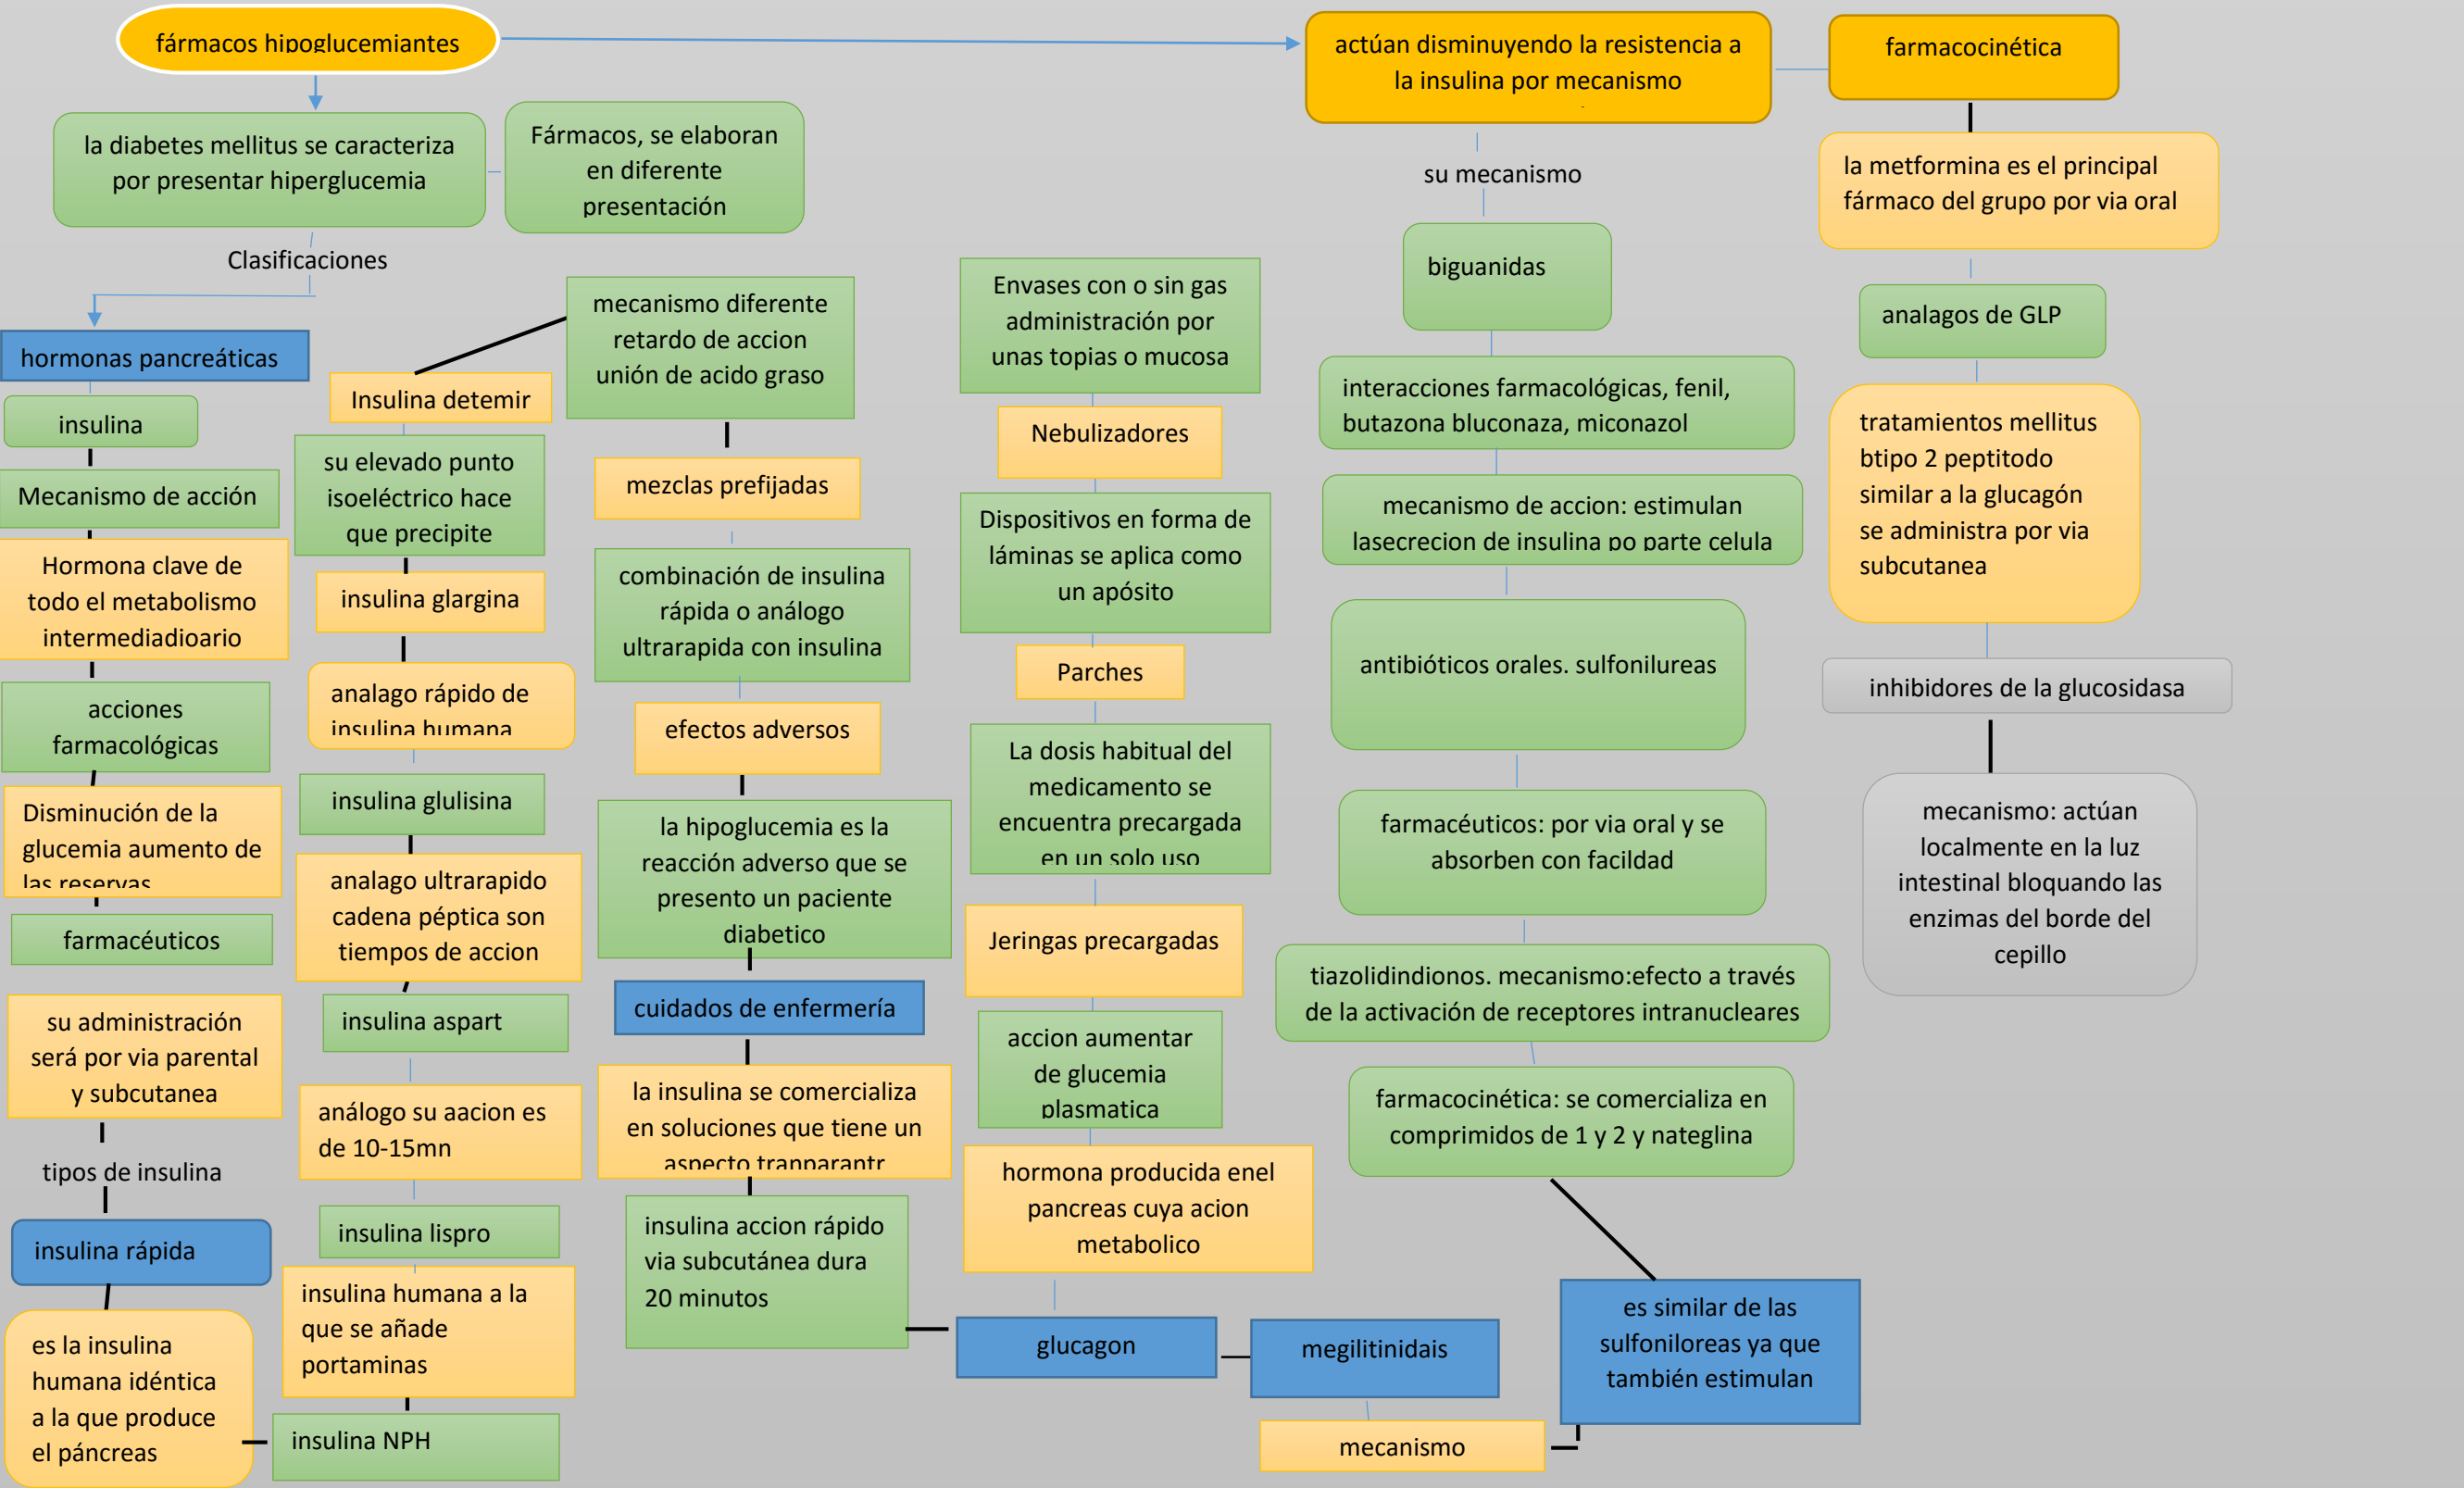 fármacos hipoglucemiantes
actúan disminuyendo la resistencia a
la insulina por mecanismo
farmacocinética
la diabetes mellitus se caracteriza
por presentar hiperglucemia
Fármacos, se elaboran
en diferente
presentación
su mecanismo
la metformina es el principal
fármaco del grupo por via oral
Clasificaciones
hormonas pancreáticas
insulina
Mecanismo de acción
Hormona clave de
todo el metabolismo
intermediadioario
acciones
farmacológicas
Disminución de la
glucemia aumento de
las reservas
farmacéuticos
su administración
será por via parental
y subcutanea
tipos de insulina
insulina rápida
es la insulina
humana idéntica
a la que produce
el páncreas
Insulina detemir
su elevado punto
isoeléctrico hace
que precipite
insulina glargina
analago rápido de
insulina humana
insulina glulisina
analago ultrarapido
cadena péptica son
tiempos de accion
insulina aspart
análogo su aacion es
de 10-15mn
insulina lispro
insulina humana a la
que se añade
portaminas
insulina NPH
mecanismo diferente
retardo de accion
unión de acido graso
mezclas prefijadas
combinación de insulina
rápida o análogo
ultrarapida con insulina
efectos adversos
la hipoglucemia es la
reacción adverso que se
presento un paciente
diabetico
cuidados de enfermería
la insulina se comercializa
en soluciones que tiene un
aspecto tranparantr
insulina accion rápido
via subcutánea dura
20 minutos
Envases con o sin gas
administración por
unas topias o mucosa
Nebulizadores
Dispositivos en forma de
láminas se aplica como
un apósito
Parches
La dosis habitual del
medicamento se
encuentra precargada
en un solo uso
Jeringas precargadas
accion aumentar
de glucemia
plasmatica
hormona producida enel
pancreas cuya acion
metabolico
glucagon
megilitinidais
mecanismo
es similar de las
sulfoniloreas ya que
también estimulan
biguanidas
interacciones farmacológicas, fenil,
butazona bluconaza, miconazol
mecanismo de accion: estimulan
lasecrecion de insulina po parte celula
antibióticos orales. sulfonilureas
farmacéuticos: por via oral y se
absorben con facildad
tiazolidindionos. mecanismo:efecto a través
de la activación de receptores intranucleares
farmacocinética: se comercializa en
comprimidos de 1 y 2 y nateglina
analagos de GLP
tratamientos mellitus
btipo 2 peptitodo
similar a la glucagón
se administra por via
subcutanea
inhibidores de la glucosidasa
mecanismo: actúan
localmente en la luz
intestinal bloquando las
enzimas del borde del
cepillo